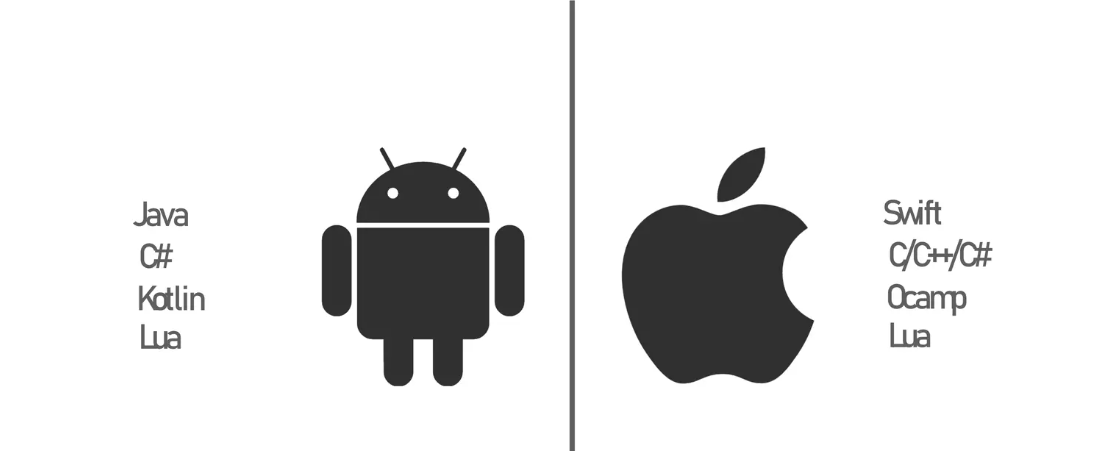 Java
C#
Kotlin
Lua
Swift
C/C++/C#
Ocamp
Lua